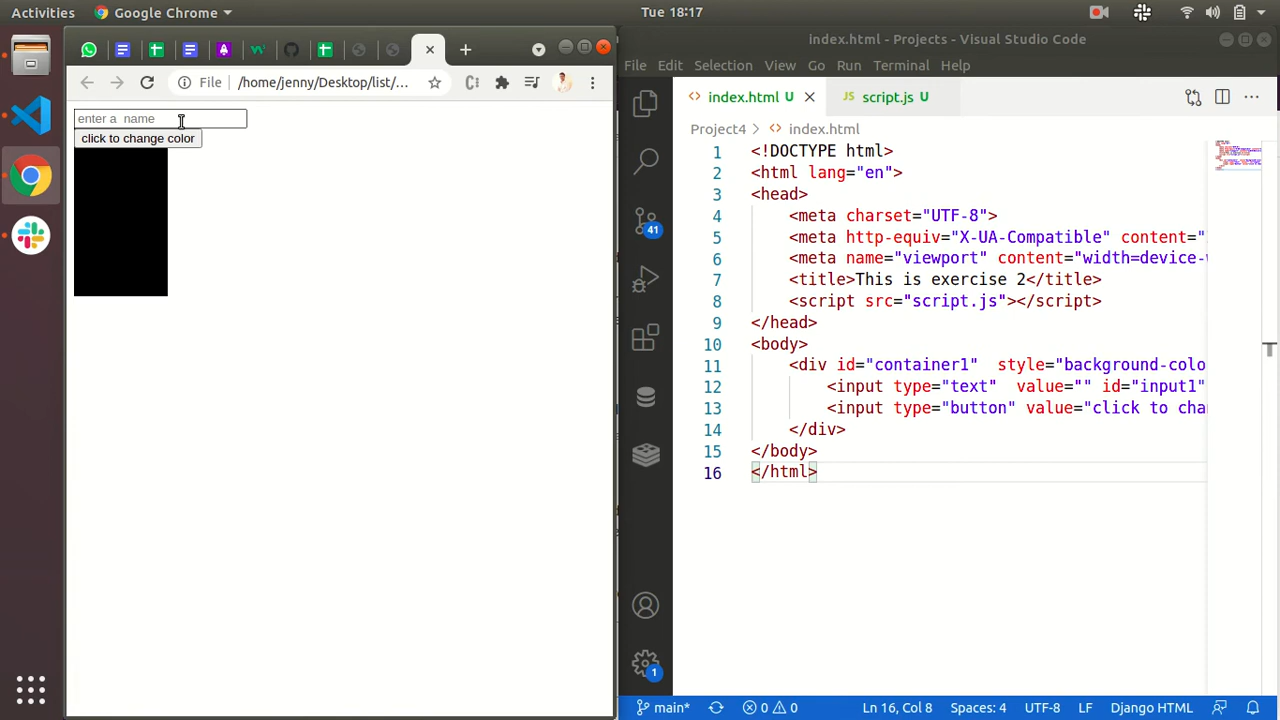 Activities
Google Chrome
Tue 18:17
index.html - Projects - Visual Studio Code
File /home/jenny/Desktop/list/...
enter a name
click to change color
File Edit Selection View Go Run Terminal Help
index.html U
JS script.js U
Project4 > index.html
1 <!DOCTYPE html>
2 <html lang="en">
3 <head>
4 <meta charset="UTF-8">
5 <meta http-equiv="X-UA-Compatible" content="
6 <meta name="viewport" content="width=device-
7 <title>This is exercise 2</title>
8 <script src="script.js"></script>
9 </head>
10 <body>
11 <div id="container1" style="background-colo
12 <input type="text" value="" id="input1"
13 <input type="button" value="click to cha
14 </div>
15 </body>
16 </html>
41
1
main*
0 0
Ln 16, Col 8
Spaces: 4
UTF-8
LF
Django HTML